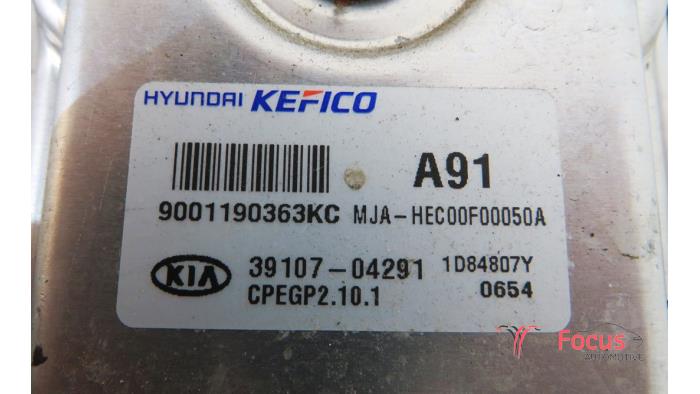 HYUNDAI KEFICO
A91
9001190363KC MJA-HEC00F00050A
KIA 39107-04291 1D84807Y
CPEGP2.10.1 0654
Focus
AUTOMOTIVE